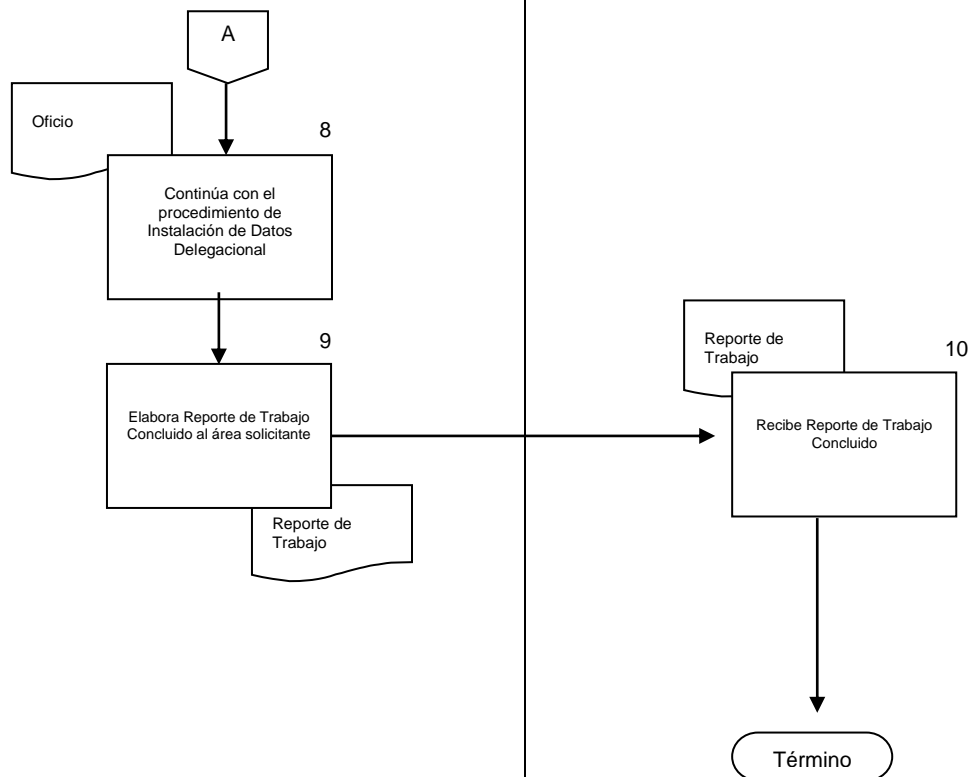 A
Oficio
8
Continúa con el
procedimiento de
Instalación de Datos
Delegacional
9
Elabora Reporte de Trabajo
Concluido al área solicitante
Reporte de
Trabajo
Reporte de
Trabajo
10
Recibe Reporte de Trabajo
Concluido
Término